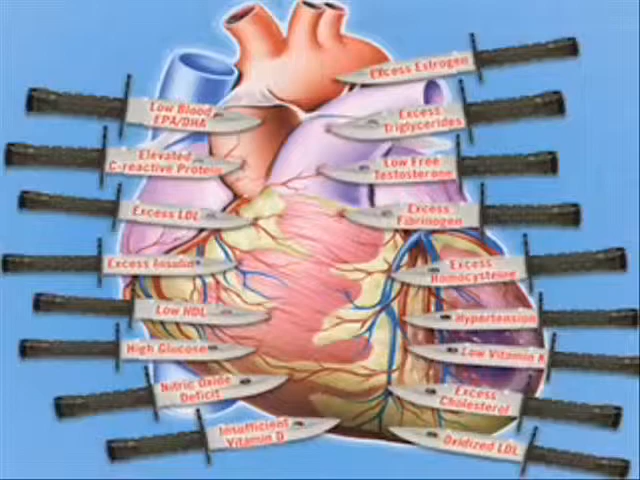 Excess Estrogen
Low Blood
EPA/DHA
Excess
Triglycerides
Elevated
C-reactive Protein
Low Free
Testosterone
Excess LDL
Excess
Fibrinogen
Excess Insulin
Excess
Homocysteine
Low HDL
Hypertension
High Glucose
Low Vitamin K
Nitric Oxide
Deficit
Excess
Cholesterol
Insufficient
Vitamin D
Oxidized LDL